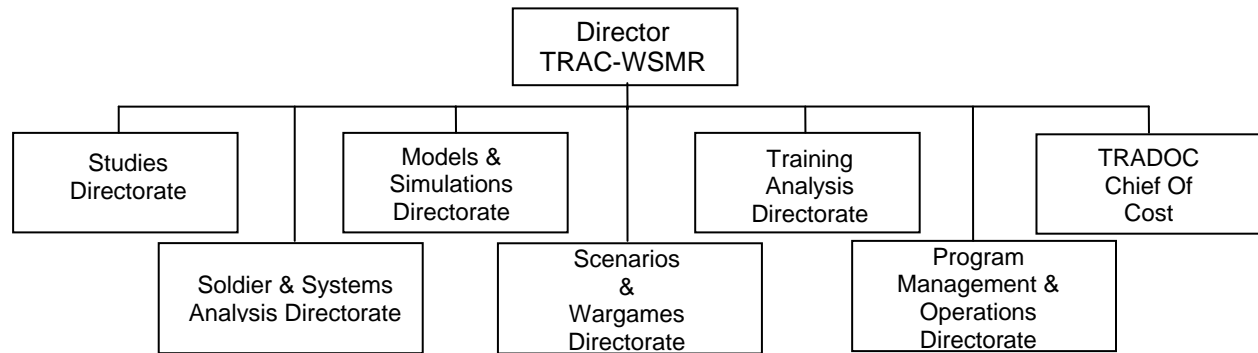 Director
TRAC-WSMR
Studies
Directorate
Models &
Simulations
Directorate
Training
Analysis
Directorate
TRADOC
Chief Of
Cost
Soldier & Systems
Analysis Directorate
Scenarios
&
Wargames
Directorate
Program
Management &
Operations
Directorate